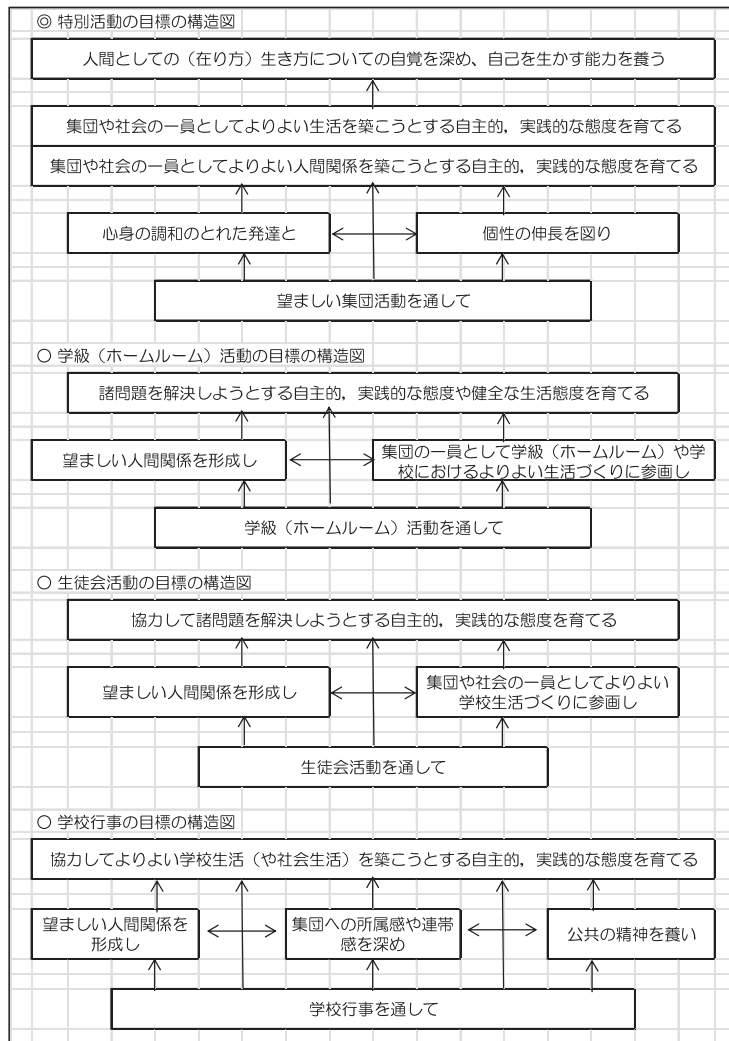 ◎ 特別活動の目標の構造図
人間としての（在り方）生き方についての自覚を深め、自己を生かす能力を養う
集団や社会の一員としてよりよい生活を築こうとする自主的，実践的な態度を育てる
集団や社会の一員としてよりよい人間関係を築こうとする自主的，実践的な態度を育てる
心身の調和のとれた発達と
個性の伸長を図り
望ましい集団活動を通して
○ 学級（ホームルーム）活動の目標の構造図
諸問題を解決しようとする自主的，実践的な態度や健全な生活態度を育てる
望ましい人間関係を形成し
集団の一員として学級（ホームルーム）や学
校におけるよりよい生活づくりに参画し
学級（ホームルーム）活動を通して
○ 生徒会活動の目標の構造図
協力して諸問題を解決しようとする自主的，実践的な態度を育てる
望ましい人間関係を形成し
集団や社会の一員としてよりよい
学校生活づくりに参画し
生徒会活動を通して
○ 学校行事の目標の構造図
協力してよりよい学校生活（や社会生活）を築こうとする自主的，実践的な態度を育てる
望ましい人間関係を
形成し
集団への所属感や連帯
感を深め
公共の精神を養い
学校行事を通して